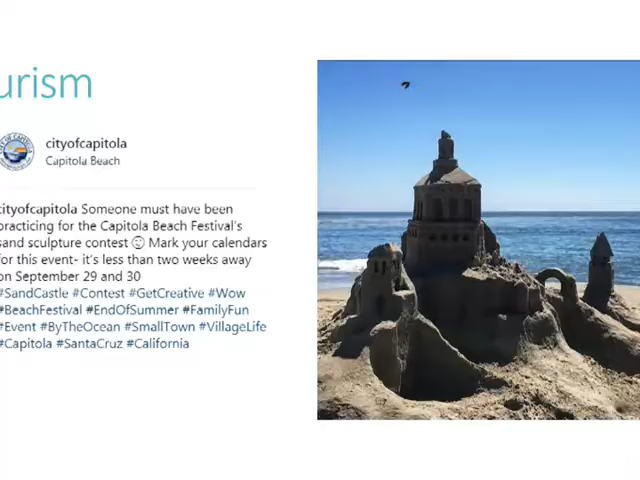 urism
cityofcapitola
Capitola Beach
cityofcapitola Someone must have been
practicing for the Capitola Beach Festival's
sand sculpture contest ☺ Mark your calendars
for this event- it's less than two weeks away
on September 29 and 30
#SandCastle #Contest #GetCreative #Wow
#BeachFestival #EndOfSummer #FamilyFun
#Event #ByTheOcean #SmallTown #VillageLife
#Capitola #SantaCruz #California